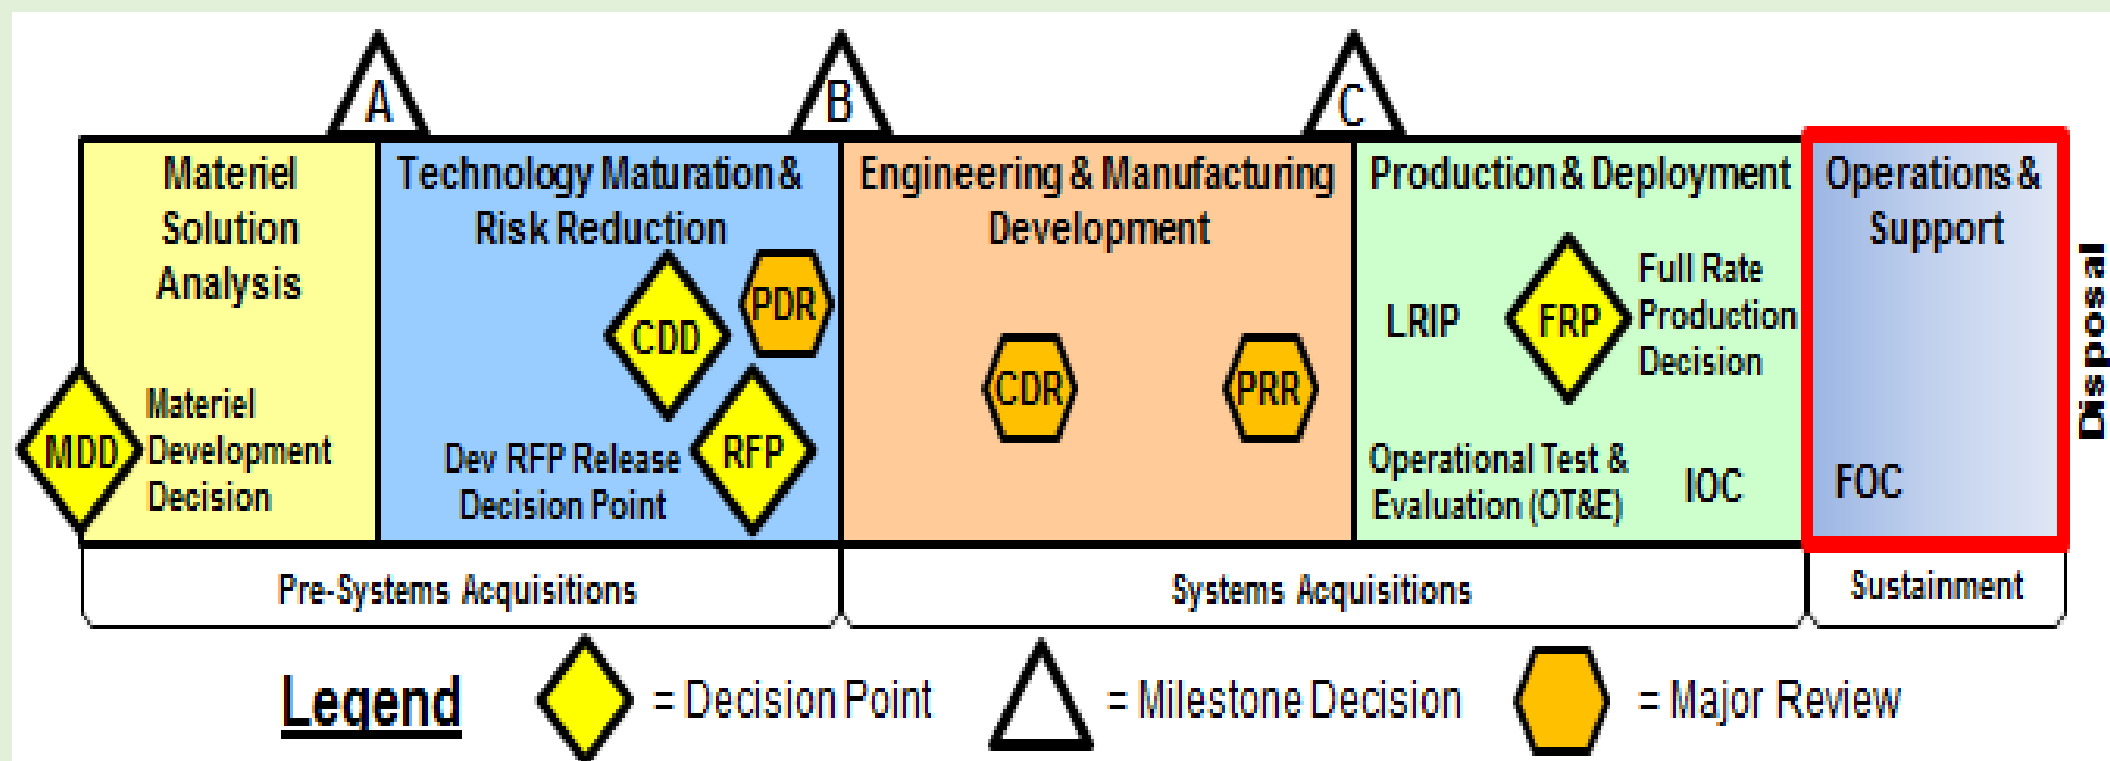 A
B
C
Materiel
Solution
Analysis
MDD
Materiel
Development
Decision
Technology Maturation &
Risk Reduction
CDD
PDR
Dev RFP Release
Decision Point
RFP
Engineering & Manufacturing
Development
CDR
PRR
Production & Deployment
LRIP
FRP
Full Rate
Production
Decision
Operational Test &
Evaluation (OT&E)
IOC
Operations &
Support
FOC
Disposal
Pre-Systems Acquisitions
Systems Acquisitions
Sustainment
Legend
= Decision Point
= Milestone Decision
= Major Review